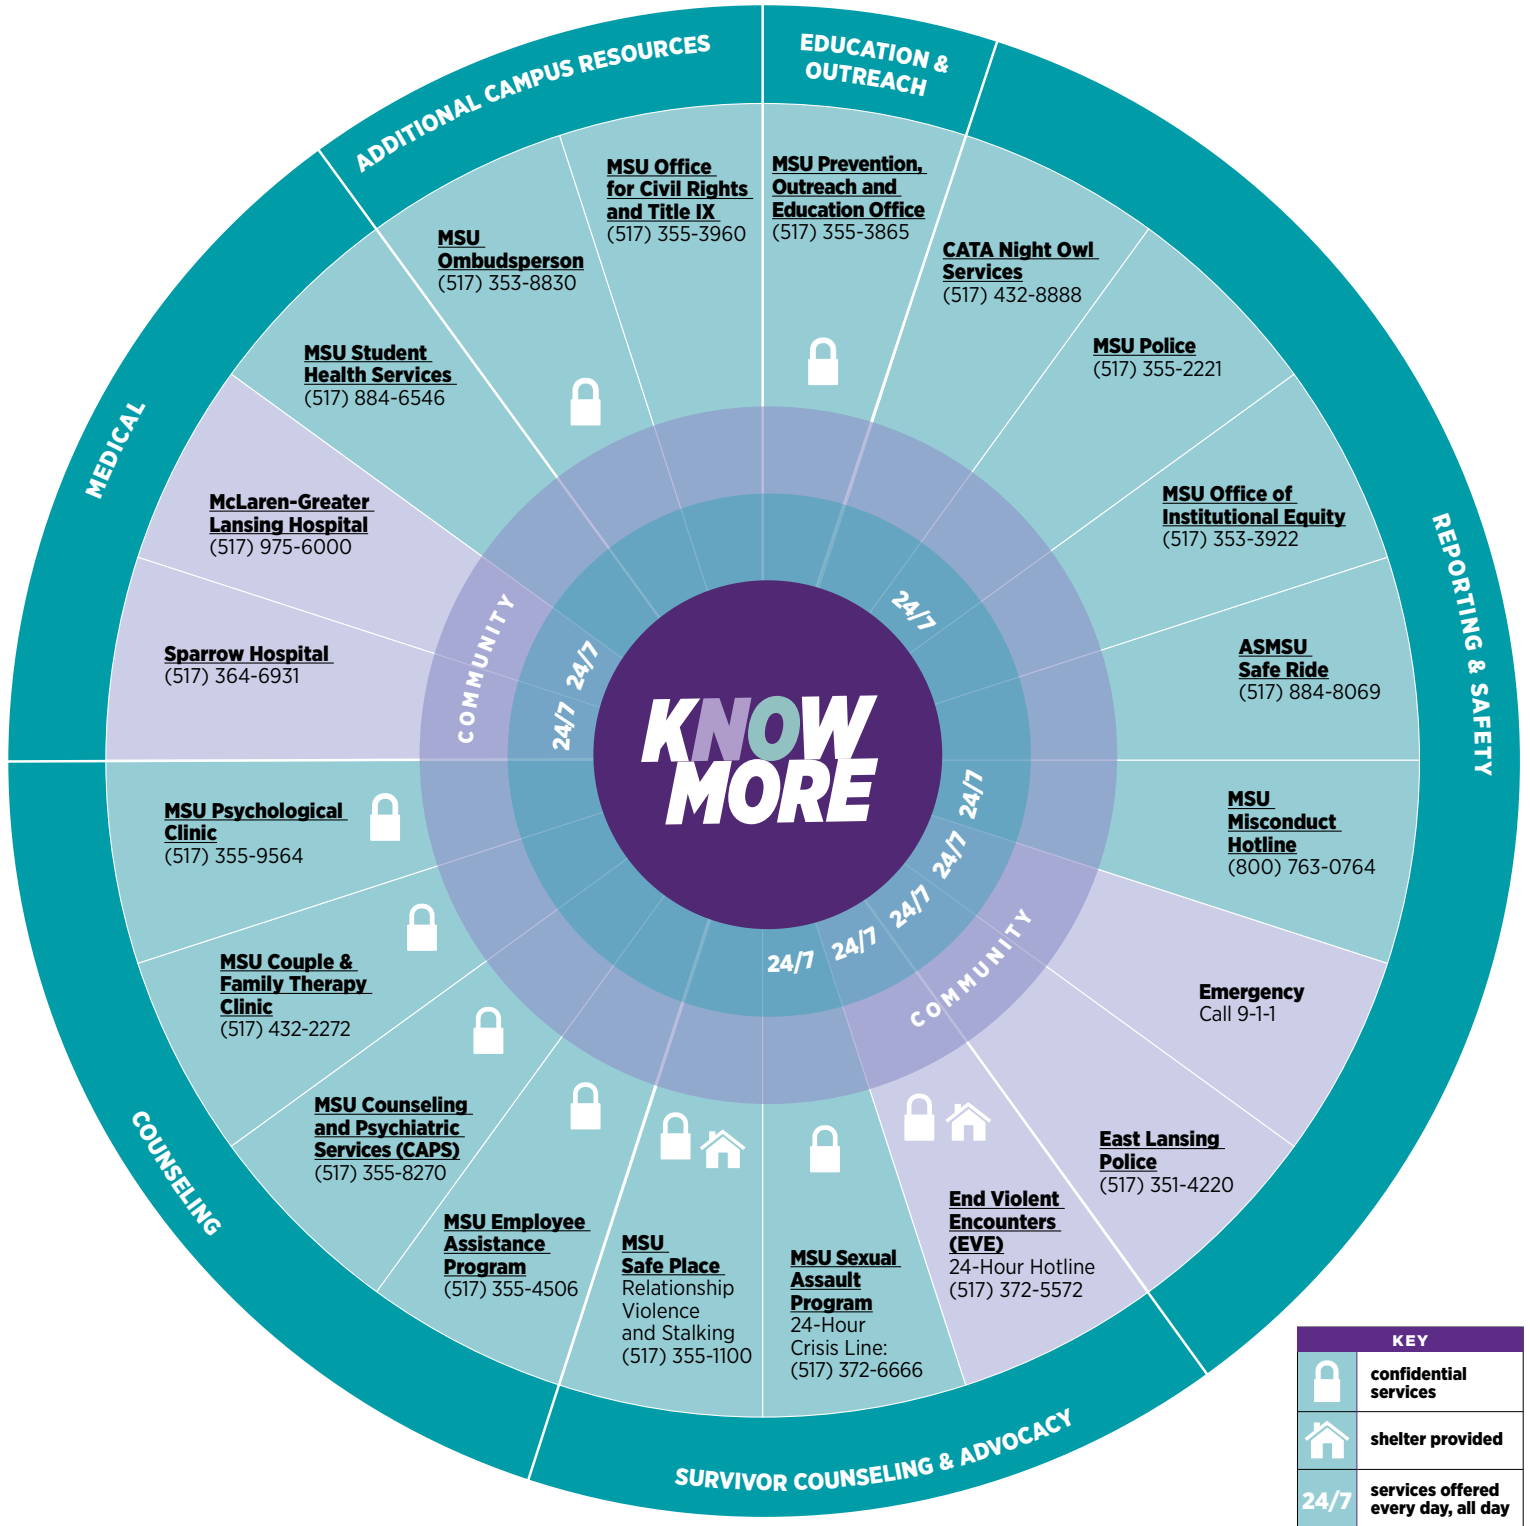 ADDITIONAL CAMPUS RESOURCES
EDUCATION &
OUTREACH
REPORTING & SAFETY
SURVIVOR COUNSELING & ADVOCACY
COUNSELING
MEDICAL
MSU Office
for Civil Rights
and Title IX
(517) 355-3960
MSU Prevention,
Outreach and
Education Office
(517) 355-3865
CATA Night Owl
Services
(517) 432-8888
MSU Police
(517) 355-2221
MSU Office of
Institutional Equity
(517) 353-3922
ASMSU
Safe Ride
(517) 884-8069
MSU
Misconduct
Hotline
(800) 763-0764
Emergency
Call 9-1-1
East Lansing
Police
(517) 351-4220
End Violent
Encounters
(EVE)
24-Hour Hotline
(517) 372-5572
MSU Sexual
Assault
Program
24-Hour
Crisis Line:
(517) 372-6666
MSU
Safe Place
Relationship
Violence
and Stalking
(517) 355-1100
MSU Employee
Assistance
Program
(517) 355-4506
MSU Counseling
and Psychiatric
Services (CAPS)
(517) 355-8270
MSU Couple &
Family Therapy
Clinic
(517) 432-2272
MSU Psychological
Clinic
(517) 355-9564
Sparrow Hospital
(517) 364-6931
McLaren-Greater
Lansing Hospital
(517) 975-6000
MSU Student
Health Services
(517) 884-6546
MSU
Ombudsperson
(517) 353-8830
COMMUNITY
COMMUNITY
24/7
24/7
24/7
24/7
24/7
24/7
24/7
24/7
KNOW
MORE
KEY
confidential
services
shelter provided
24/7
services offered
every day, all day